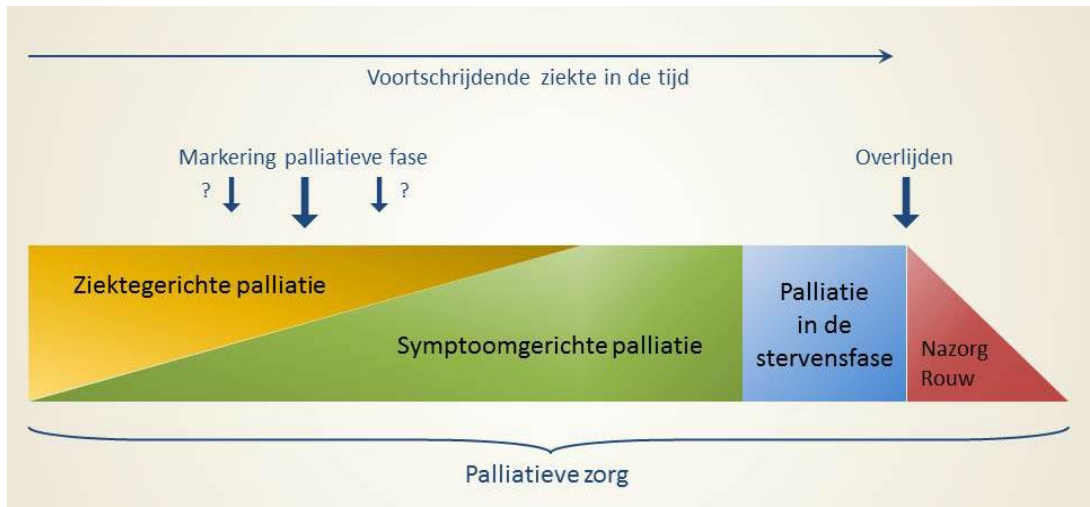 Voortschrijdende ziekte in de tijd
Markering palliatieve fase
Overlijden
?
?
Ziektegerichte palliatie
Symptoomgerichte palliatie
Palliatie
in de
stervensfase
Nazorg
Rouw
Palliatieve zorg